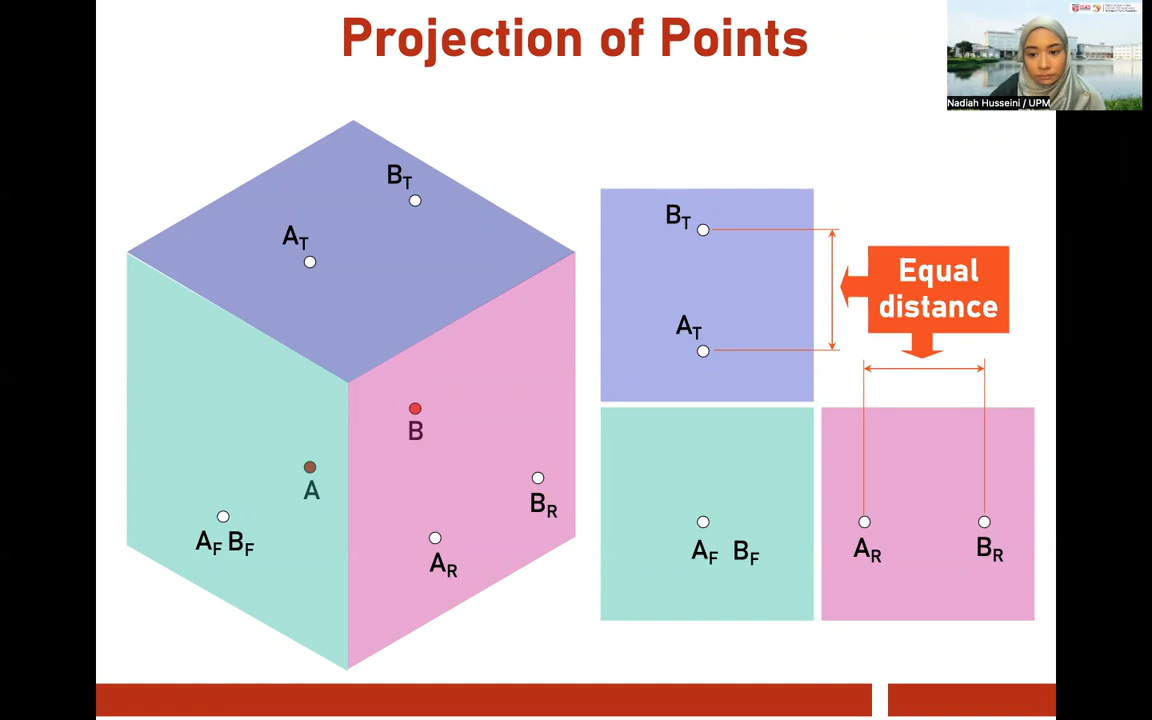 Projection of Points
Nadiah Husseini / UPM
B_T
A_T
B
A
A_F B_F
B_R
A_R
B_T
A_T
Equal
distance
A_F B_F
A_R
B_R